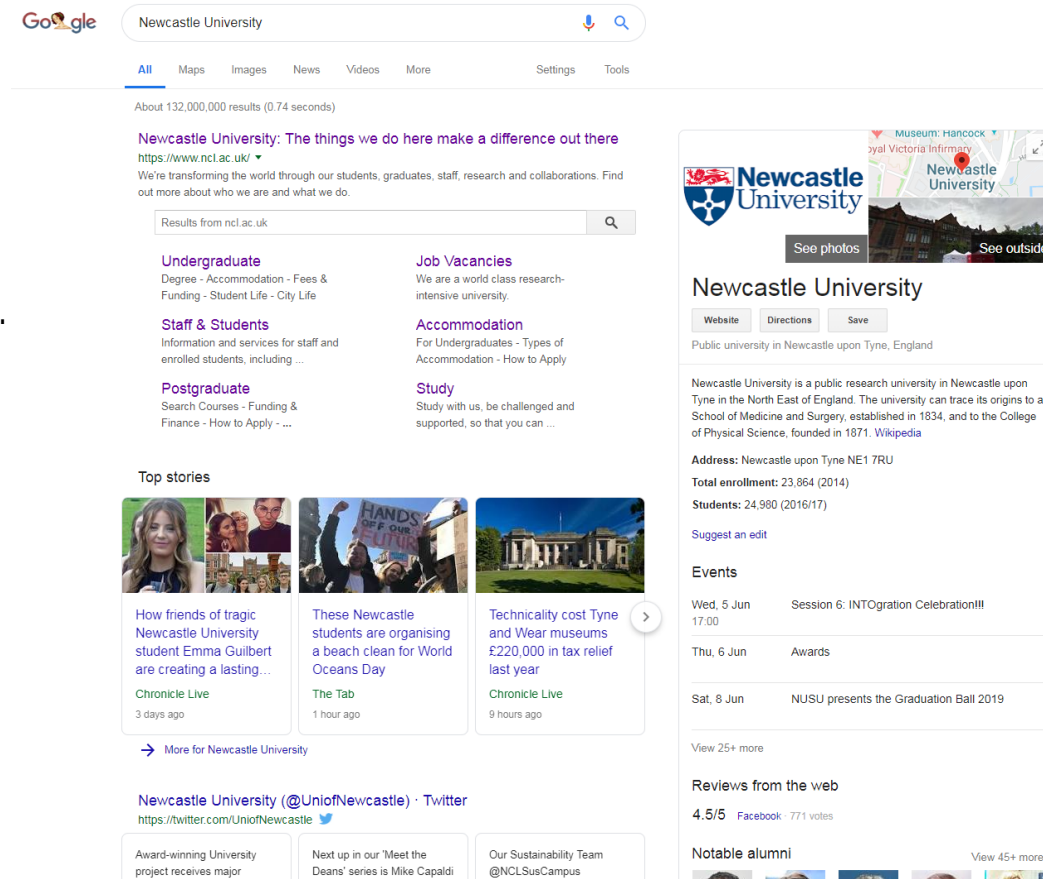 Go gle
Newcastle University
All Maps Images News Videos More Settings Tools
About 132,000,000 results (0.74 seconds)
Newcastle University: The things we do here make a difference out there
https://www.ncl.ac.uk/
We're transforming the world through our students, graduates, staff, research and collaborations. Find
out more about who we are and what we do.
Results from ncl.ac.uk
Undergraduate
Degree - Accommodation - Fees &
Funding - Student Life - City Life
Job Vacancies
We are a world class research-
intensive university.
Staff & Students
Information and services for staff and
enrolled students, including ...
Accommodation
For Undergraduates - Types of
Accommodation - How to Apply
Postgraduate
Search Courses - Funding &
Finance - How to Apply - ...
Study
Study with us, be challenged and
supported, so that you can ...
Top stories
HANDS
OFF OUR
FUTURE
How friends of tragic
Newcastle University
student Emma Guilbert
are creating a lasting...
Chronicle Live
3 days ago
These Newcastle
students are organising
a beach clean for World
Oceans Day
The Tab
1 hour ago
Technicality cost Tyne
and Wear museums
£220,000 in tax relief
last year
Chronicle Live
9 hours ago
More for Newcastle University
Newcastle University (@UniofNewcastle) · Twitter
https://twitter.com/UniofNewcastle
Award-winning University
project receives major
Next up in our 'Meet the
Deans' series is Mike Capaldi
Our Sustainability Team
@NCLSusCampus
Newcastle
University
See photos
Museum: Hancock
oyal Victoria Infirmary
Newcastle
University
See outside
Newcastle University
Website Directions Save
Public university in Newcastle upon Tyne, England
Newcastle University is a public research university in Newcastle upon
Tyne in the North East of England. The university can trace its origins to a
School of Medicine and Surgery, established in 1834, and to the College
of Physical Science, founded in 1871. Wikipedia
Address: Newcastle upon Tyne NE1 7RU
Total enrollment: 23,864 (2014)
Students: 24,980 (2016/17)
Suggest an edit
Events
Wed, 5 Jun Session 6: INTOgration Celebration!!!
17:00
Thu, 6 Jun Awards
Sat, 8 Jun NUSU presents the Graduation Ball 2019
View 25+ more
Reviews from the web
4.5/5 Facebook · 771 votes
Notable alumni View 45+ more